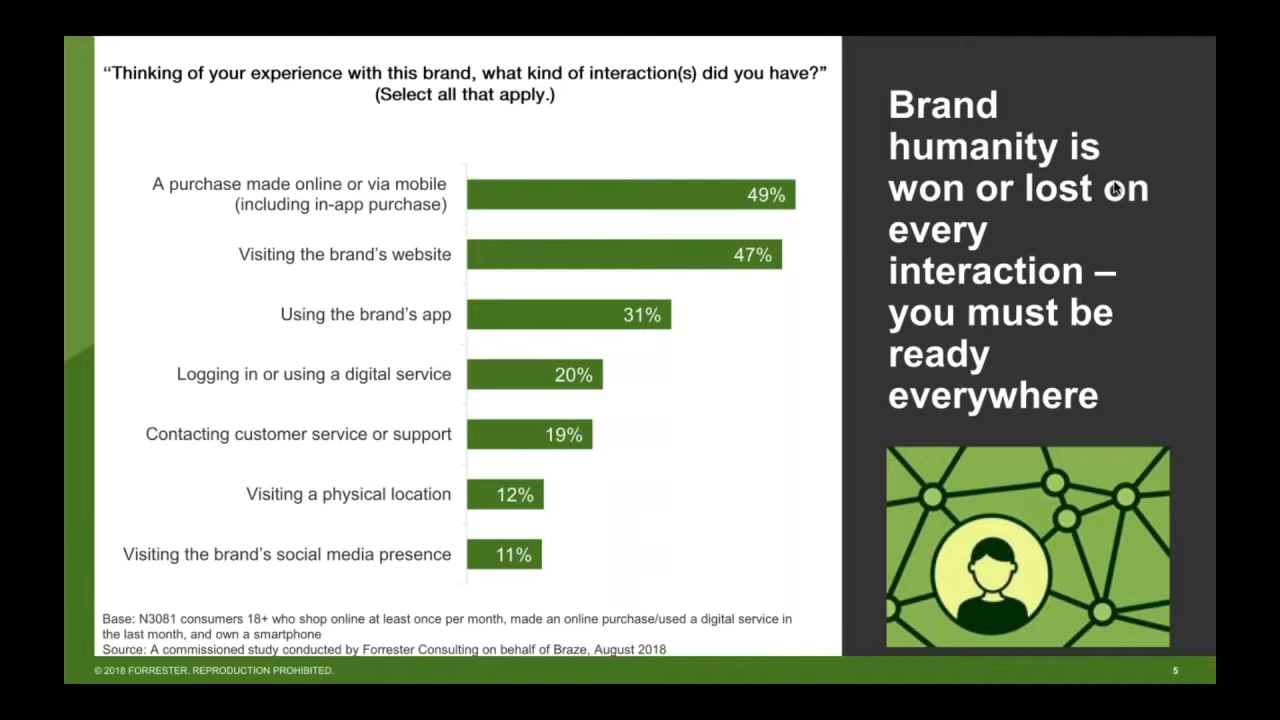 “Thinking of your experience with this brand, what kind of interaction(s) did you have?”
(Select all that apply.)
A purchase made online or via mobile
(including in-app purchase)
49%
Visiting the brand’s website
47%
Using the brand’s app
31%
Logging in or using a digital service
20%
Contacting customer service or support
19%
Visiting a physical location
12%
Visiting the brand’s social media presence
11%
Base: N3081 consumers 18+ who shop online at least once per month, made an online purchase/used a digital service in
the last month, and own a smartphone
Source: A commissioned study conducted by Forrester Consulting on behalf of Braze, August 2018
Brand
humanity is
won or lost on
every
interaction –
you must be
ready
everywhere
© 2018 FORRESTER. REPRODUCTION PROHIBITED.
5